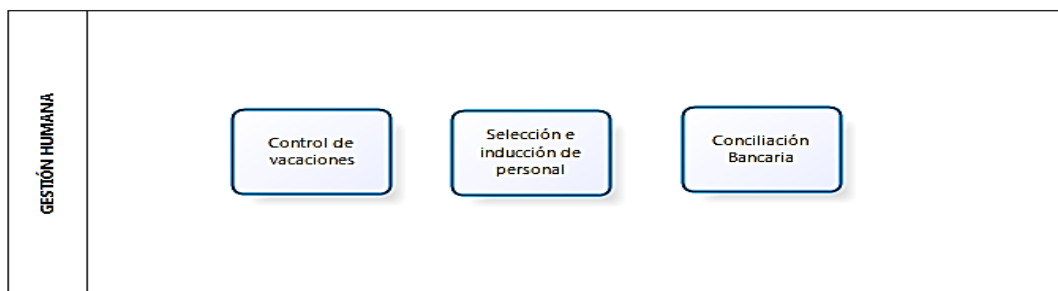 GESTIÓN HUMANA
Control de
vacaciones
Selección e
inducción de
personal
Conciliación
Bancaria